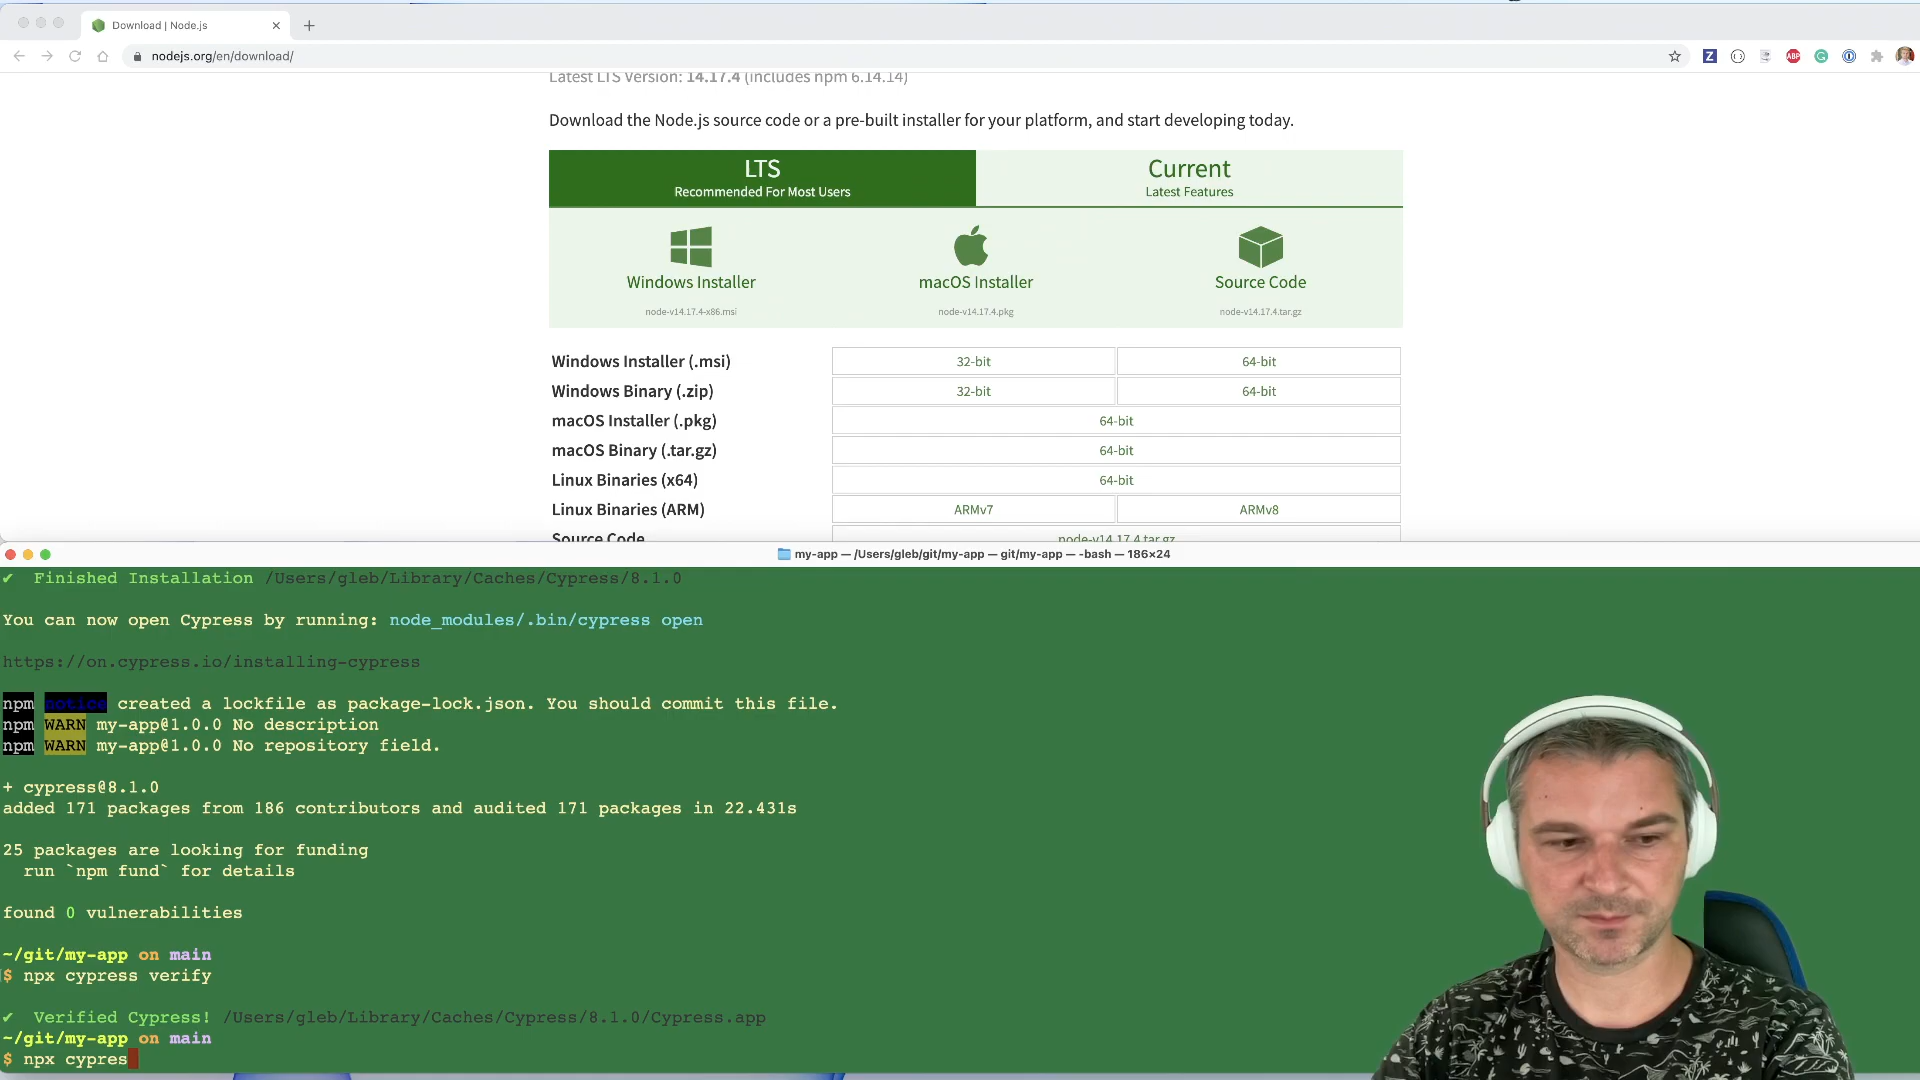 Download | Node.js
nodejs.org/en/download/
Z
ABP
Latest LTS Version: 14.17.4 (includes npm 6.14.14)
Download the Node.js source code or a pre-built installer for your platform, and start developing today.
LTS
Recommended For Most Users
Current
Latest Features
Windows Installer
node-v14.17.4-x86.msi
macOS Installer
node-v14.17.4.pkg
Source Code
node-v14.17.4.tar.gz
Windows Installer (.msi) 32-bit 64-bit
Windows Binary (.zip) 32-bit 64-bit
macOS Installer (.pkg) 64-bit
macOS Binary (.tar.gz) 64-bit
Linux Binaries (x64) 64-bit
Linux Binaries (ARM) ARMv7 ARMv8
Source Code node-v14.17.4.tar.gz
my-app — /Users/gleb/git/my-app — git/my-app — -bash — 186×24
✔ Finished Installation /Users/gleb/Library/Caches/Cypress/8.1.0
You can now open Cypress by running: node_modules/.bin/cypress open
https://on.cypress.io/installing-cypress
npm notice created a lockfile as package-lock.json. You should commit this file.
npm WARN my-app@1.0.0 No description
npm WARN my-app@1.0.0 No repository field.
+ cypress@8.1.0
added 171 packages from 186 contributors and audited 171 packages in 22.431s
25 packages are looking for funding
run `npm fund` for details
found 0 vulnerabilities
~/git/my-app on main
$ npx cypress verify
✔ Verified Cypress! /Users/gleb/Library/Caches/Cypress/8.1.0/Cypress.app
~/git/my-app on main
$ npx cypres